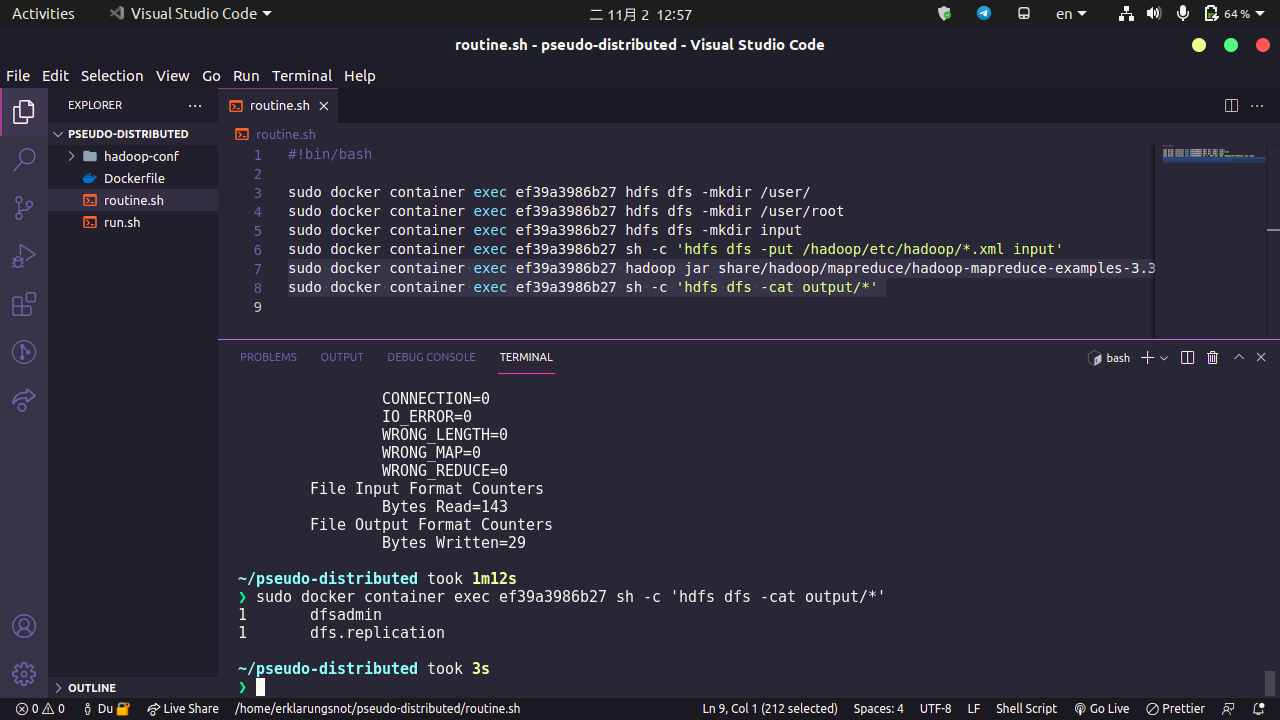 Activities Visual Studio Code 二 11月 2 12:57 en 64 %
routine.sh - pseudo-distributed - Visual Studio Code
File Edit Selection View Go Run Terminal Help
EXPLORER
PSEUDO-DISTRIBUTED
hadoop-conf
Dockerfile
routine.sh
run.sh
OUTLINE
routine.sh
routine.sh
1 #!bin/bash
2
3 sudo docker container exec ef39a3986b27 hdfs dfs -mkdir /user/
4 sudo docker container exec ef39a3986b27 hdfs dfs -mkdir /user/root
5 sudo docker container exec ef39a3986b27 hdfs dfs -mkdir input
6 sudo docker container exec ef39a3986b27 sh -c 'hdfs dfs -put /hadoop/etc/hadoop/*.xml input'
7 sudo docker container exec ef39a3986b27 hadoop jar share/hadoop/mapreduce/hadoop-mapreduce-examples-3.3
8 sudo docker container exec ef39a3986b27 sh -c 'hdfs dfs -cat output/*'
9
PROBLEMS OUTPUT DEBUG CONSOLE TERMINAL bash
CONNECTION=0
IO_ERROR=0
WRONG_LENGTH=0
WRONG_MAP=0
WRONG_REDUCE=0
File Input Format Counters
Bytes Read=143
File Output Format Counters
Bytes Written=29
~/pseudo-distributed took 1m12s
❯ sudo docker container exec ef39a3986b27 sh -c 'hdfs dfs -cat output/*'
1 dfsadmin
1 dfs.replication
~/pseudo-distributed took 3s
❯
0 0 Du Live Share /home/erklarungsnot/pseudo-distributed/routine.sh Ln 9, Col 1 (212 selected) Spaces: 4 UTF-8 LF Shell Script Go Live Prettier